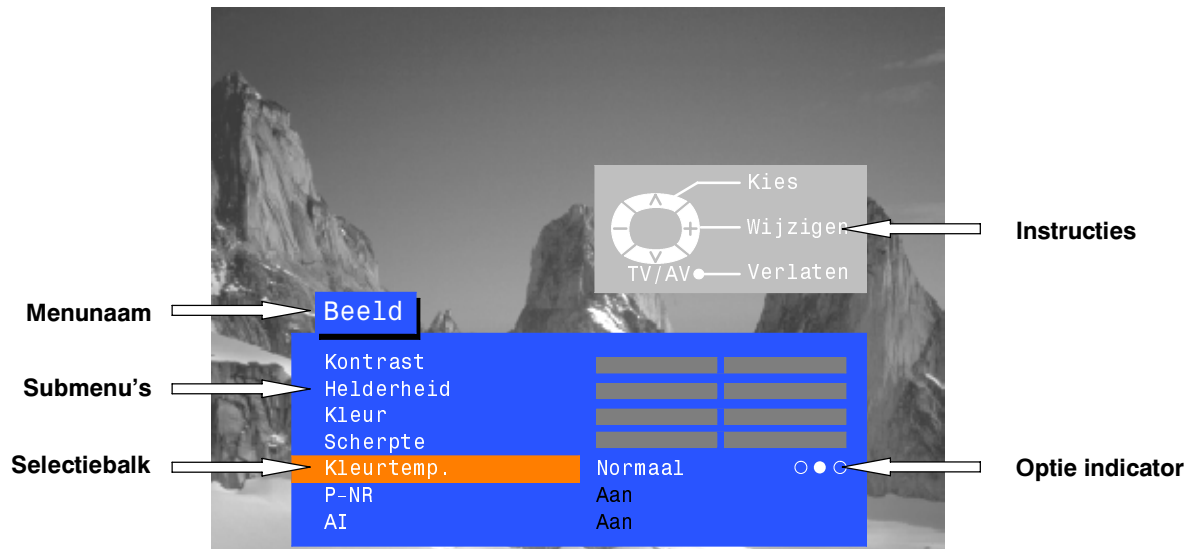 Kies
Wijzigen
Instructies
TV/AV
Verlaten
Menunaam
Beeld
Kontrast
Submenu's
Helderheid
Kleur
Scherpte
Selectiebalk
Kleurtemp.
Normaal
Optie indicator
P-NR
Aan
AI
Aan